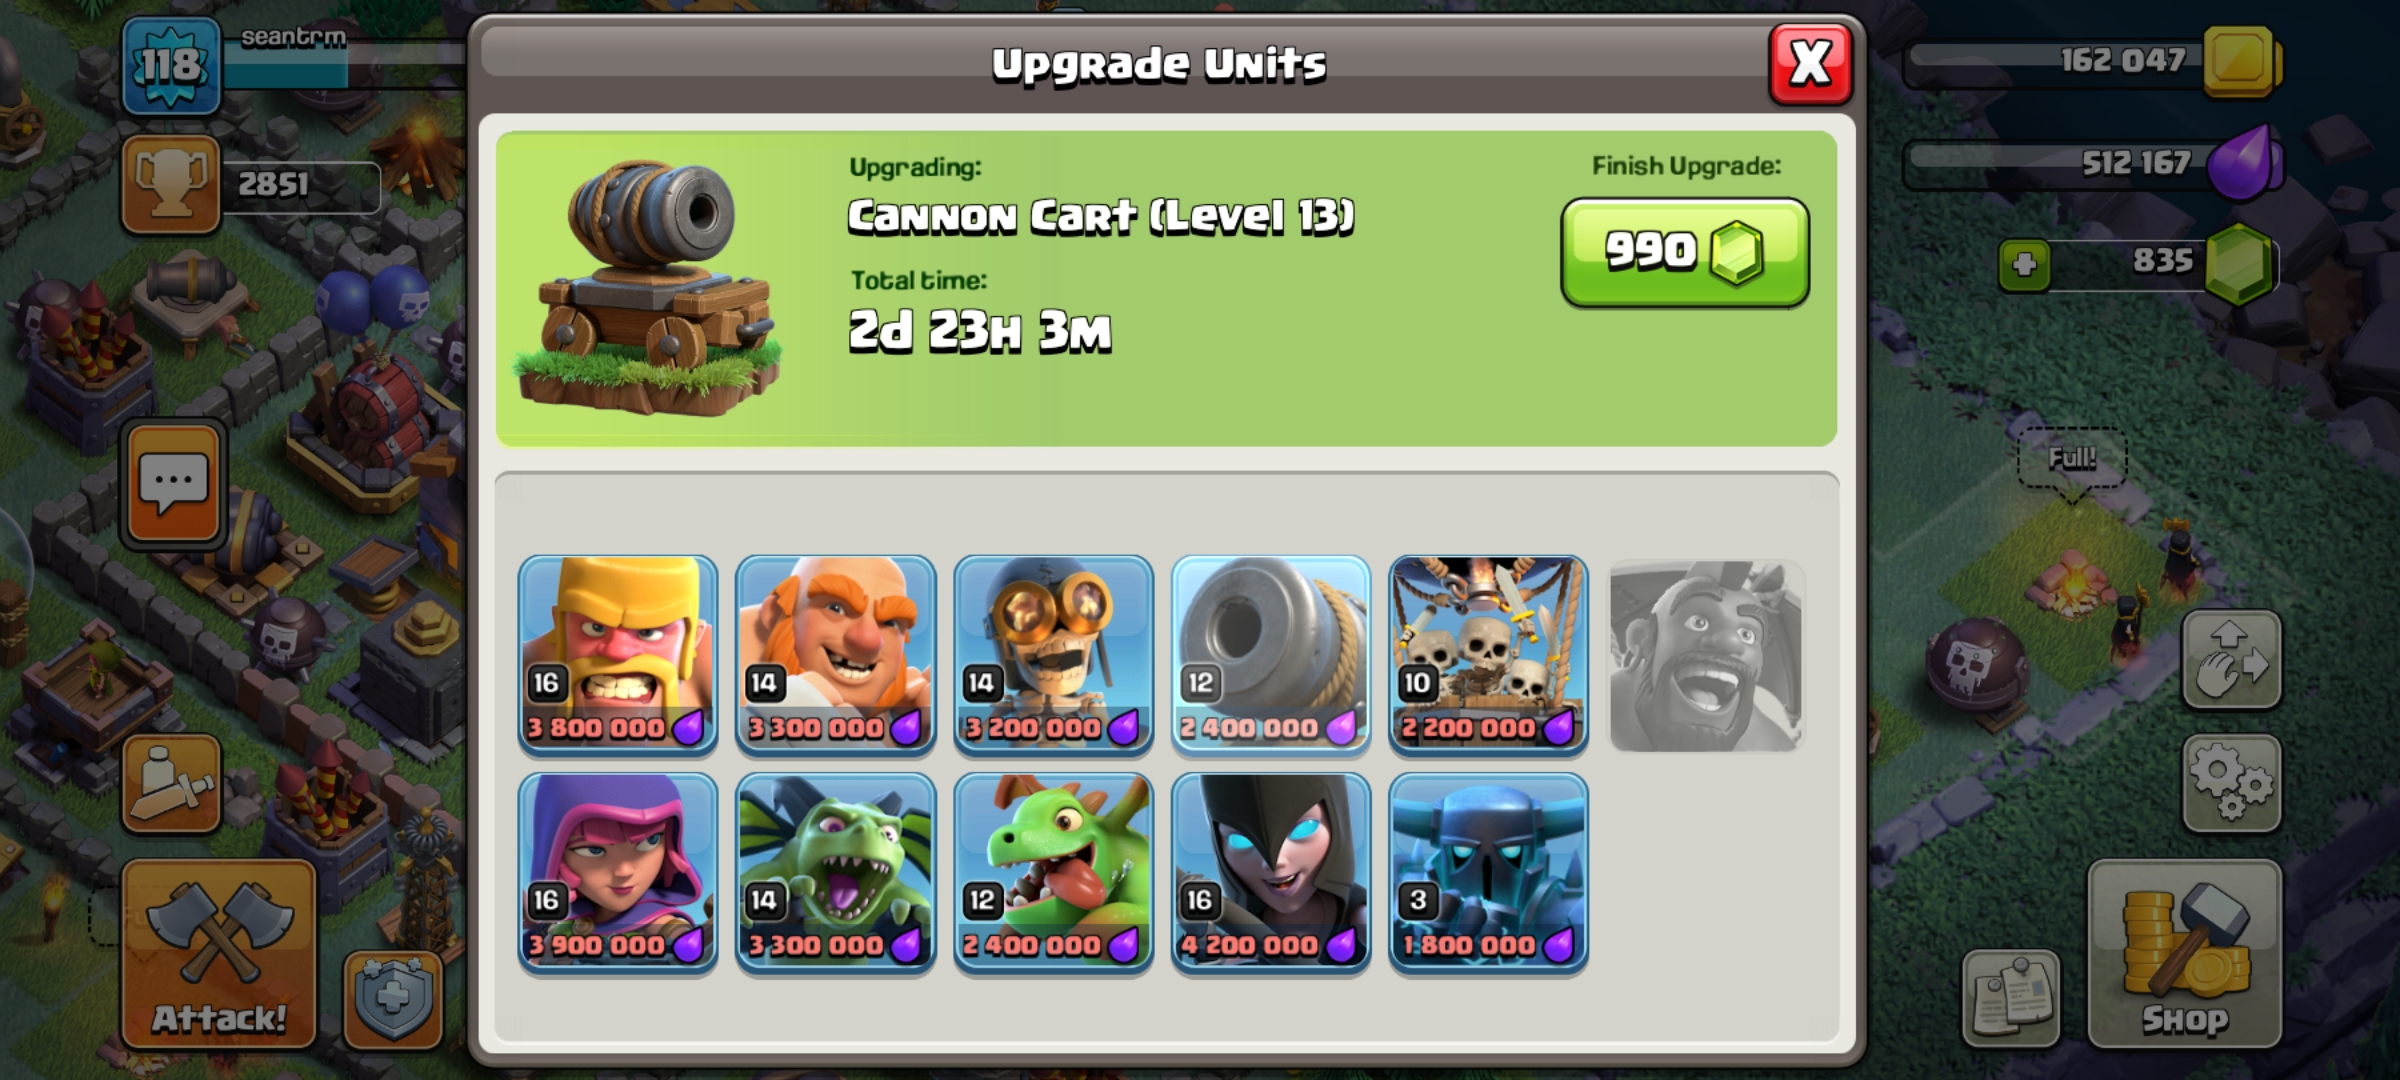 118
seantrm
2851
Upgrade Units
X
162 047
512 167
835
Upgrading:
Cannon Cart (Level 13)
Total time:
2d 23H 3M
Finish Upgrade:
990
Full!
16
3 800 000
14
3 300 000
14
3 200 000
12
2 400 000
10
2 200 000
16
3 900 000
14
3 300 000
12
2 400 000
16
4 200 000
3
1 800 000
Attack!
Shop